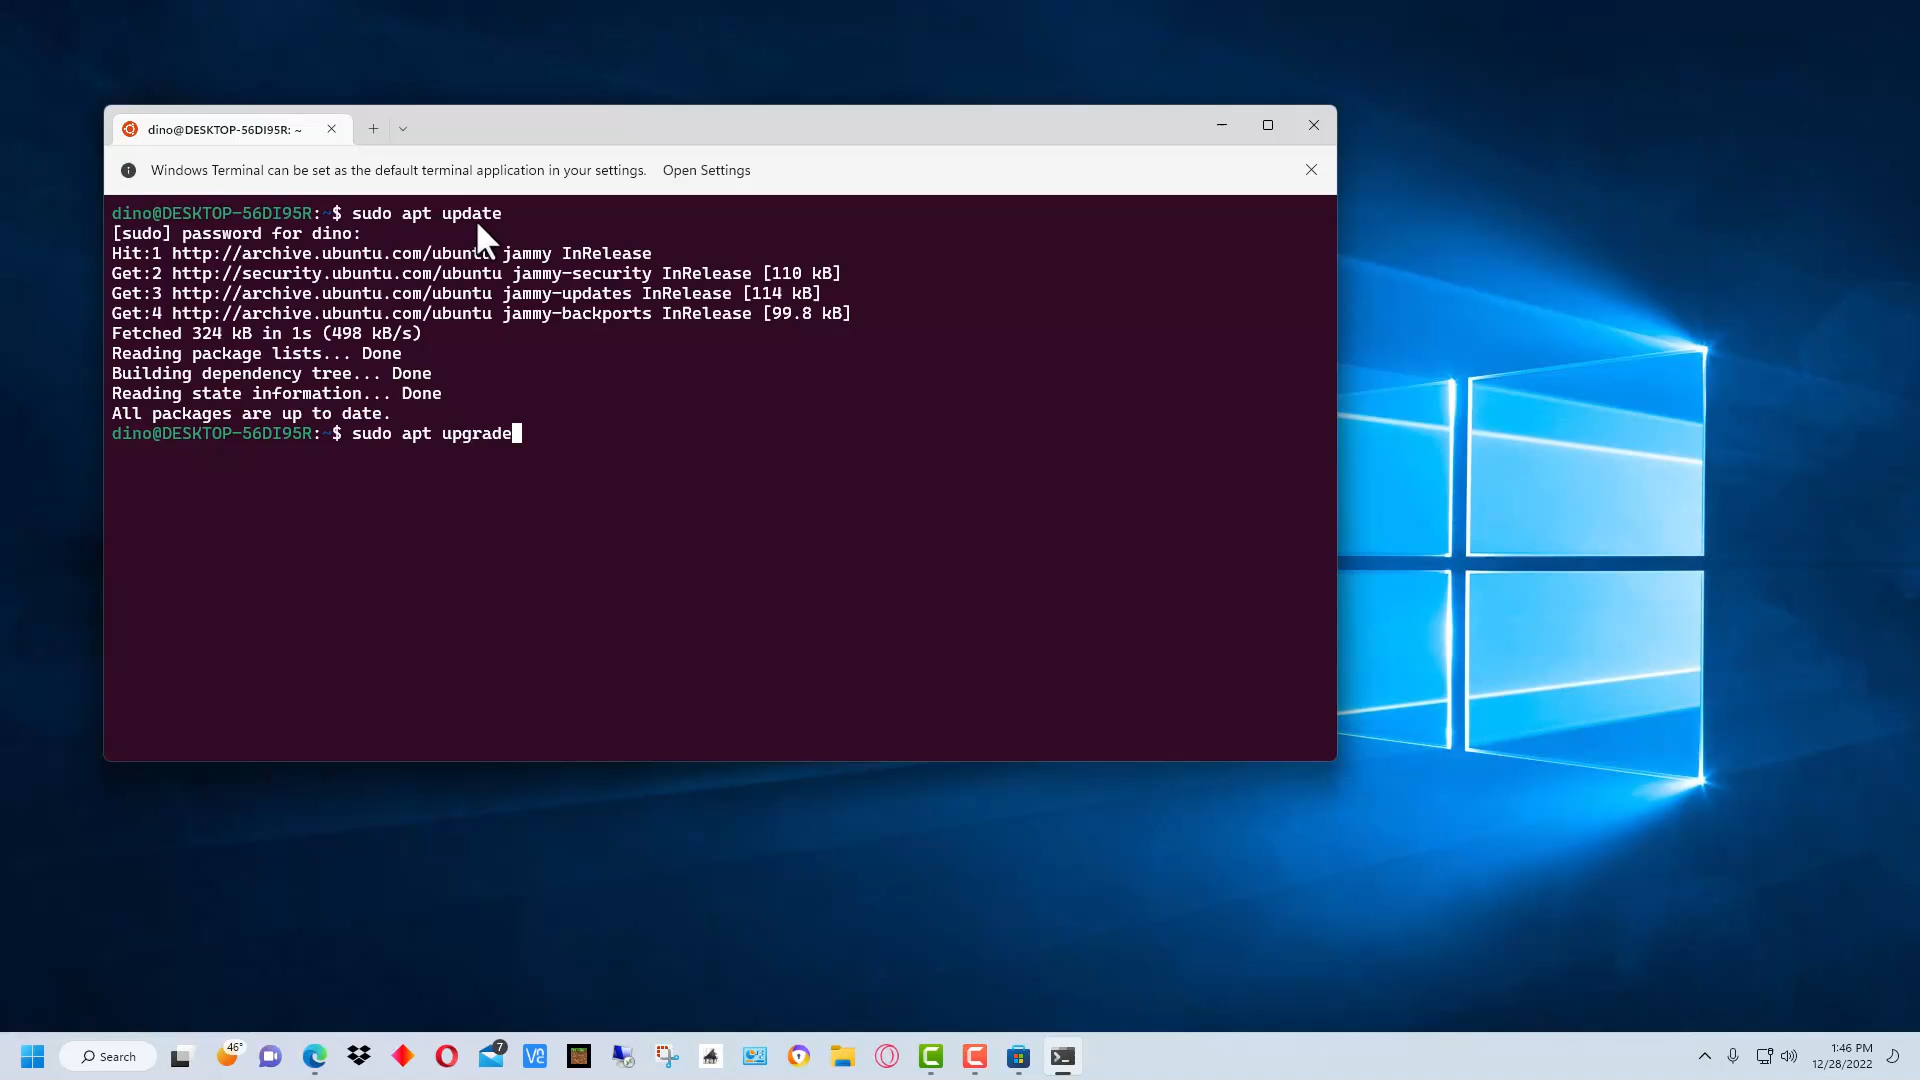 dino@DESKTOP-56DI95R: ~
Windows Terminal can be set as the default terminal application in your settings. Open Settings
dino@DESKTOP-56DI95R:~$ sudo apt update
[sudo] password for dino:
Hit:1 http://archive.ubuntu.com/ubuntu jammy InRelease
Get:2 http://security.ubuntu.com/ubuntu jammy-security InRelease [110 kB]
Get:3 http://archive.ubuntu.com/ubuntu jammy-updates InRelease [114 kB]
Get:4 http://archive.ubuntu.com/ubuntu jammy-backports InRelease [99.8 kB]
Fetched 324 kB in 1s (498 kB/s)
Reading package lists... Done
Building dependency tree... Done
Reading state information... Done
All packages are up to date.
dino@DESKTOP-56DI95R:~$ sudo apt upgrade
Search
46°
7
V2
1:46 PM
12/28/2022